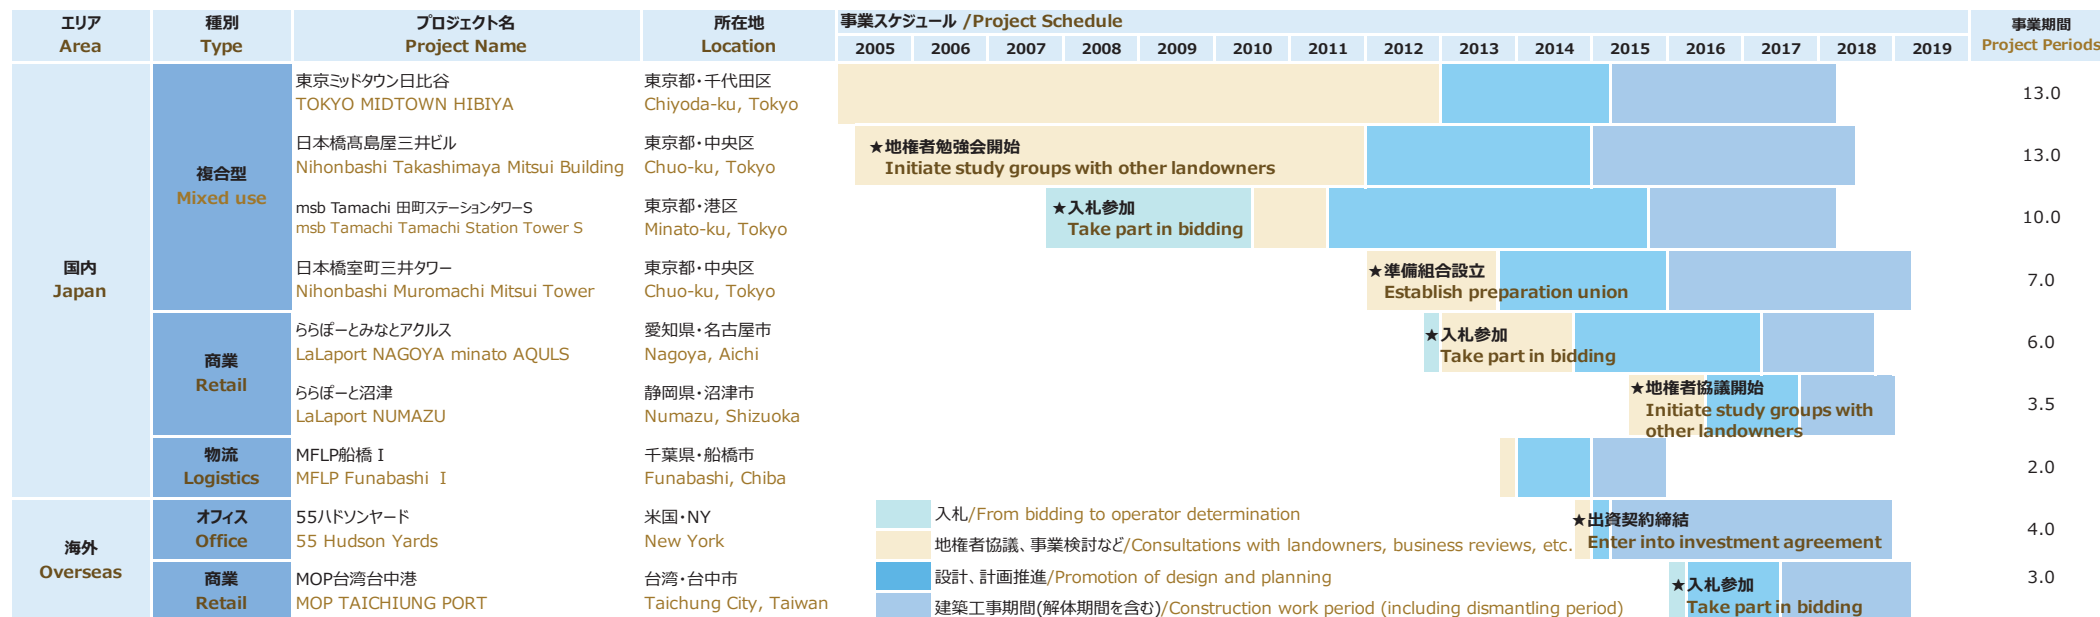 エリア
Area
種別
Type
プロジェクト名
Project Name
所在地
Location
事業スケジュール /Project Schedule
2005 2006 2007 2008 2009 2010 2011 2012 2013 2014 2015 2016 2017 2018 2019
事業期間
Project Periods
国内
Japan
複合型
Mixed use
東京ミッドタウン日比谷
TOKYO MIDTOWN HIBIYA
東京都・千代田区
Chiyoda-ku, Tokyo
13.0
日本橋髙島屋三井ビル
Nihonbashi Takashimaya Mitsui Building
東京都・中央区
Chuo-ku, Tokyo
★地権者勉強会開始
Initiate study groups with other landowners
13.0
msb Tamachi 田町ステーションタワーS
msb Tamachi Tamachi Station Tower S
東京都・港区
Minato-ku, Tokyo
★入札参加
Take part in bidding
10.0
日本橋室町三井タワー
Nihonbashi Muromachi Mitsui Tower
東京都・中央区
Chuo-ku, Tokyo
★準備組合設立
Establish preparation union
7.0
商業
Retail
ららぽーとみなとアクルス
LaLaport NAGOYA minato AQULS
愛知県・名古屋市
Nagoya, Aichi
★入札参加
Take part in bidding
6.0
ららぽーと沼津
LaLaport NUMAZU
静岡県・沼津市
Numazu, Shizuoka
★地権者協議開始
Initiate study groups with
other landowners
3.5
物流
Logistics
MFLP船橋Ⅰ
MFLP Funabashi Ⅰ
千葉県・船橋市
Funabashi, Chiba
2.0
海外
Overseas
オフィス
Office
55ハドソンヤード
55 Hudson Yards
米国・NY
New York
★出資契約締結
Enter into investment agreement
4.0
商業
Retail
MOP台湾台中港
MOP TAICHIUNG PORT
台湾・台中市
Taichung City, Taiwan
★入札参加
Take part in bidding
3.0
入札/From bidding to operator determination
地権者協議、事業検討など/Consultations with landowners, business reviews, etc.
設計、計画推進/Promotion of design and planning
建築工事期間(解体期間を含む)/Construction work period (including dismantling period)